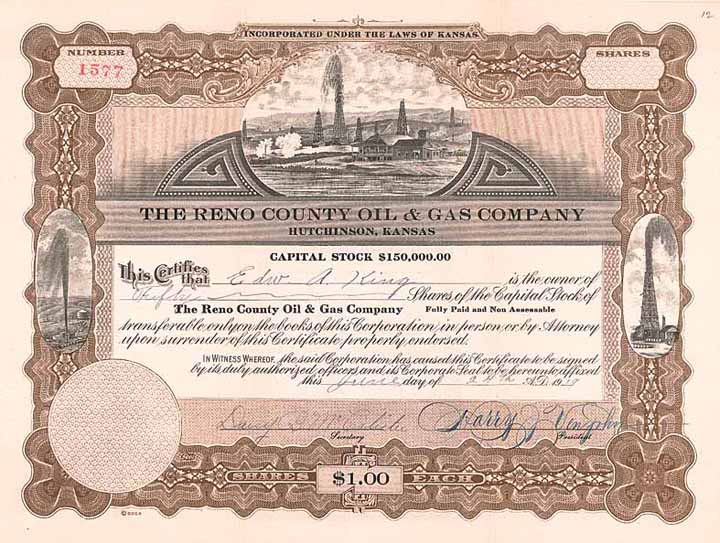 12
INCORPORATED UNDER THE LAWS OF KANSAS.
NUMBER
1577
SHARES
THE RENO COUNTY OIL & GAS COMPANY
HUTCHINSON, KANSAS
CAPITAL STOCK $150,000.00
This Certifies that Edw A. King is the owner of
Fifty Shares of the Capital Stock of
The Reno County Oil & Gas Company Fully Paid and Non Assessable
transferable only on the books of this Corporation in person or by Attorney
upon surrender of this Certificate properly endorsed.
IN WITNESS WHEREOF, the said Corporation has caused this Certificate to be signed
by its duly authorized officers and its Corporate Seal to be hereunto affixed
this June day of A.D. 19
Harry J.
Secretary President
SHARES $1.00 EACH
© GOES